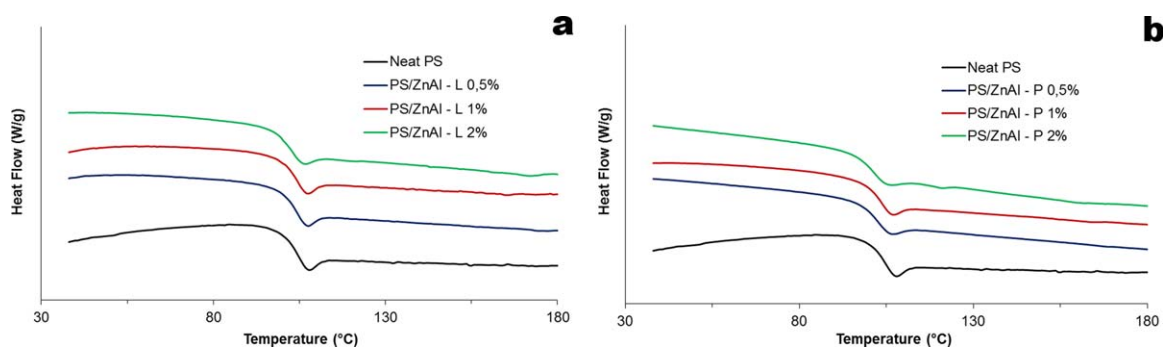 a
Neat PS
PS/ZnAl - L 0,5%
PS/ZnAl - L 1%
PS/ZnAl - L 2%
Heat Flow (W/g)
30
80
130
180
Temperature (°C)
b
Neat PS
PS/ZnAl - P 0,5%
PS/ZnAl - P 1%
PS/ZnAl - P 2%
Heat Flow (W/g)
30
80
130
180
Temperature (°C)